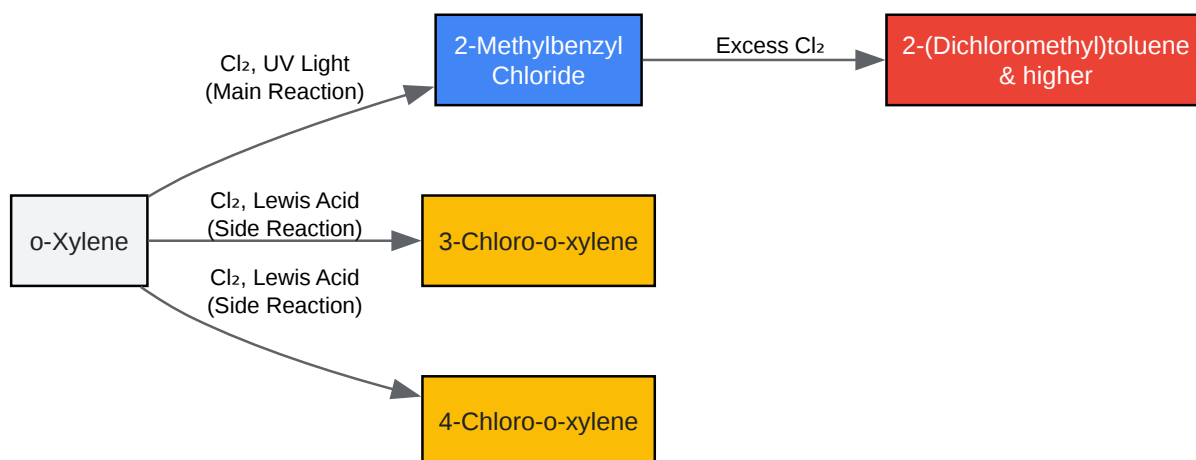 Cl₂, UV Light
(Main Reaction)
2-Methylbenzyl
Chloride
Excess Cl₂
2-(Dichloromethyl)toluene
& higher
o-Xylene
Cl₂, Lewis Acid
(Side Reaction)
3-Chloro-o-xylene
Cl₂, Lewis Acid
(Side Reaction)
4-Chloro-o-xylene